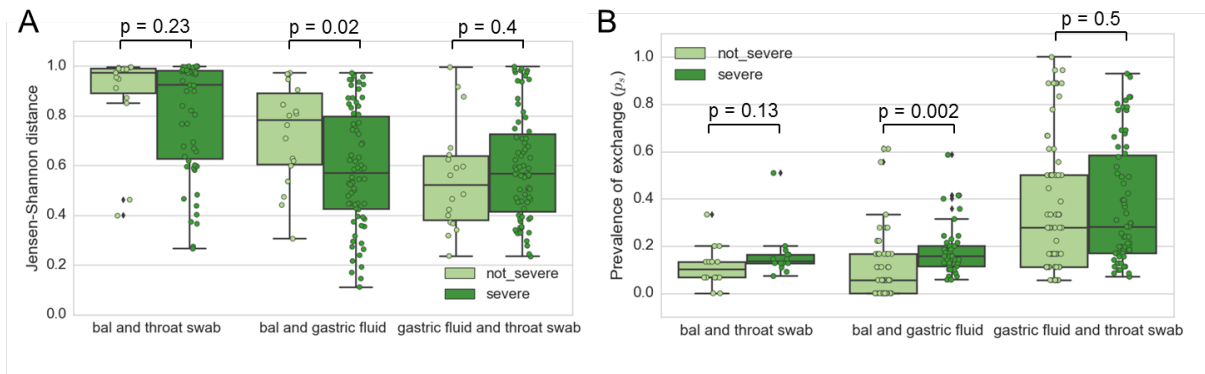 A
p = 0.23
p = 0.02
p = 0.4
Jensen-Shannon distance
1.0
0.8
0.6
0.4
0.2
0.0
not_severe
severe
bal and throat swab
bal and gastric fluid
gastric fluid and throat swab
B
p = 0.5
p = 0.13
p = 0.002
not_severe
severe
Prevalence of exchange (pₛ)
1.0
0.8
0.6
0.4
0.2
0.0
bal and throat swab
bal and gastric fluid
gastric fluid and throat swab